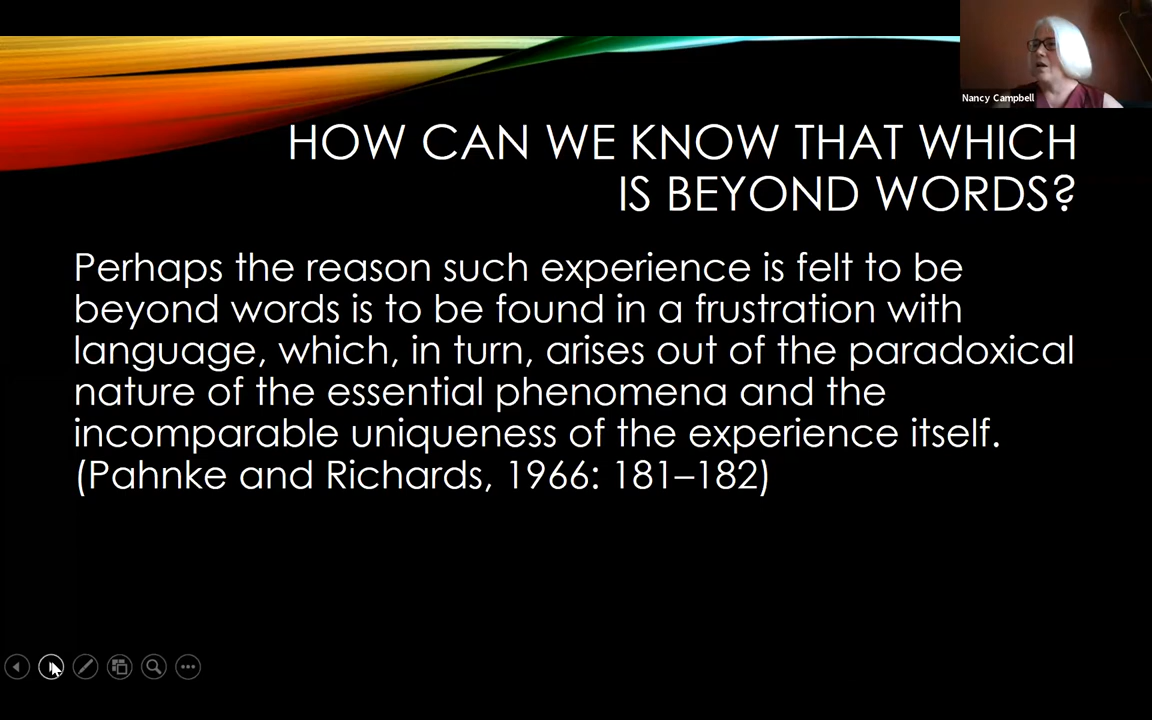 Nancy Campbell
HOW CAN WE KNOW THAT WHICH
IS BEYOND WORDS?
Perhaps the reason such experience is felt to be
beyond words is to be found in a frustration with
language, which, in turn, arises out of the paradoxical
nature of the essential phenomena and the
incomparable uniqueness of the experience itself.
(Pahnke and Richards, 1966: 181–182)